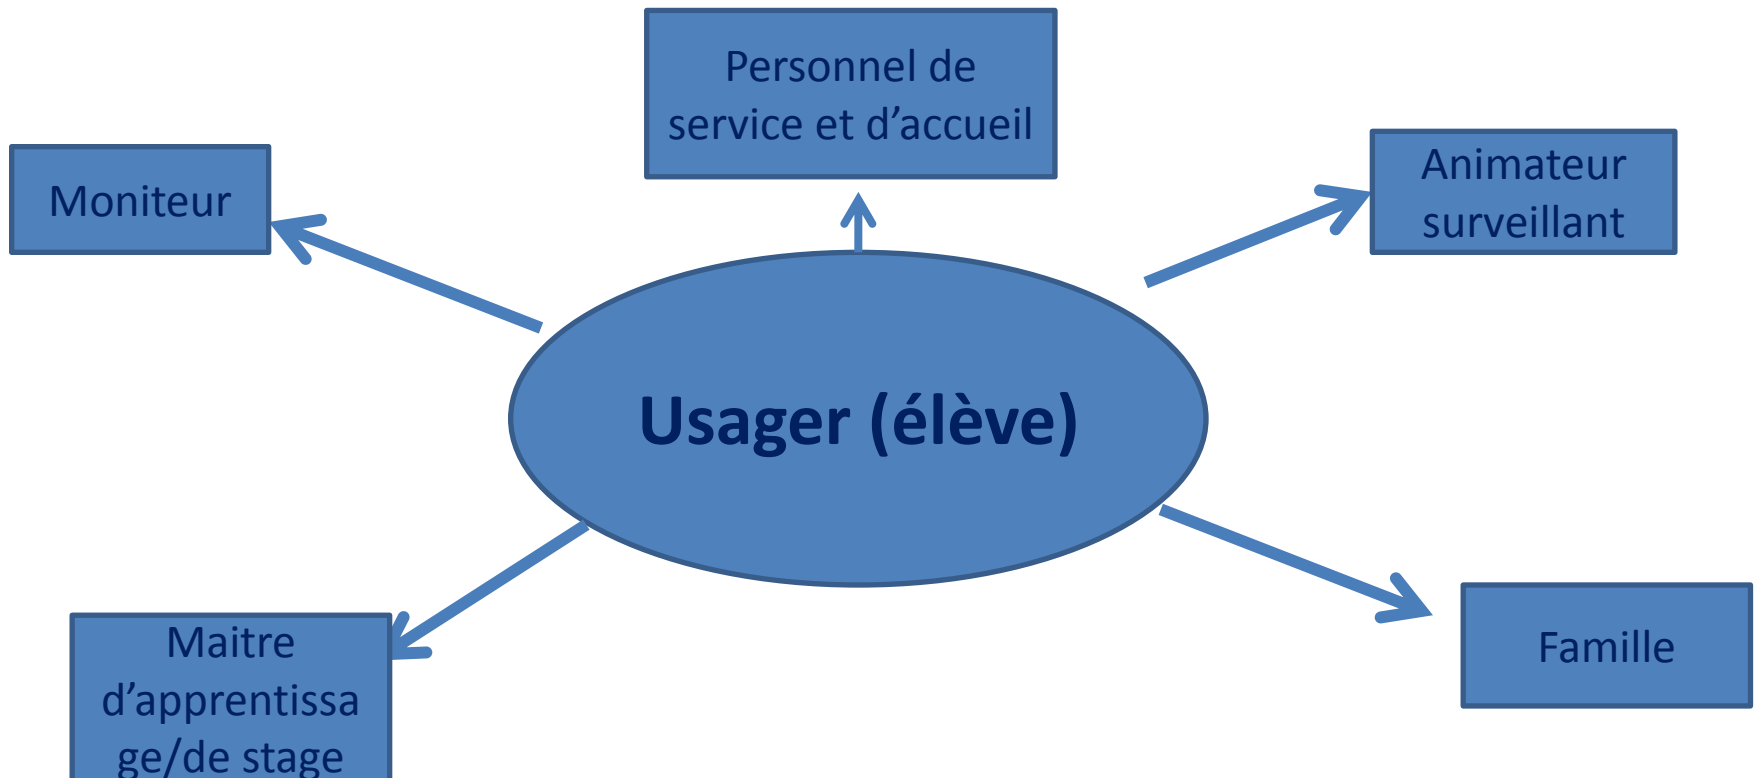 Personnel de
service et d’accueil
Moniteur
Animateur
surveillant
Usager (élève)
Maitre
d’apprentissa
ge/de stage
Famille